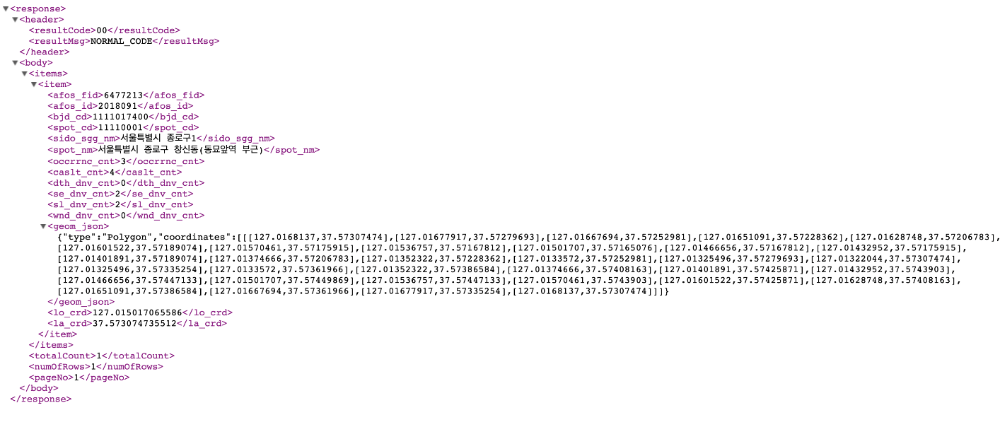 ▼<response>
▼<header>
<resultCode>00</resultCode>
<resultMsg>NORMAL_CODE</resultMsg>
</header>
▼<body>
▼<items>
▼<item>
<afos_fid>6477213</afos_fid>
<afos_id>2018091</afos_id>
<bjd_cd>1111017400</bjd_cd>
<spot_cd>11110001</spot_cd>
<sido_sgg_nm>서울특별시 종로구1</sido_sgg_nm>
<spot_nm>서울특별시 종로구 창신동(동묘앞역 부근)</spot_nm>
<occrrnc_cnt>3</occrrnc_cnt>
<caslt_cnt>4</caslt_cnt>
<dth_dnv_cnt>0</dth_dnv_cnt>
<se_dnv_cnt>2</se_dnv_cnt>
<sl_dnv_cnt>2</sl_dnv_cnt>
<wnd_dnv_cnt>0</wnd_dnv_cnt>
▼<geom_json>
{"type":"Polygon","coordinates":[[[127.0168137,37.57307474],[127.01677917,37.57279693],[127.01667694,37.57252981],[127.01651091,37.57228362],[127.01628748,37.57206783],
[127.01601522,37.57189074],[127.01570461,37.57175915],[127.01536757,37.57167812],[127.01501707,37.57165076],[127.01466656,37.57167812],[127.01432952,37.57175915],
[127.01401891,37.57189074],[127.01374666,37.57206783],[127.01352322,37.57228362],[127.0133572,37.57252981],[127.01325496,37.57279693],[127.01322044,37.57307474],
[127.01325496,37.57335254],[127.0133572,37.57361966],[127.01352322,37.57386584],[127.01374666,37.57408163],[127.01401891,37.57425871],[127.01432952,37.5743903],
[127.01466656,37.57447133],[127.01501707,37.57449869],[127.01536757,37.57447133],[127.01570461,37.5743903],[127.01601522,37.57425871],[127.01628748,37.57408163],
[127.01651091,37.57386584],[127.01667694,37.57361966],[127.01677917,37.57335254],[127.0168137,37.57307474]]]}
</geom_json>
<lo_crd>127.015017065586</lo_crd>
<la_crd>37.573074735512</la_crd>
</item>
</items>
<totalCount>1</totalCount>
<numOfRows>1</numOfRows>
<pageNo>1</pageNo>
</body>
</response>